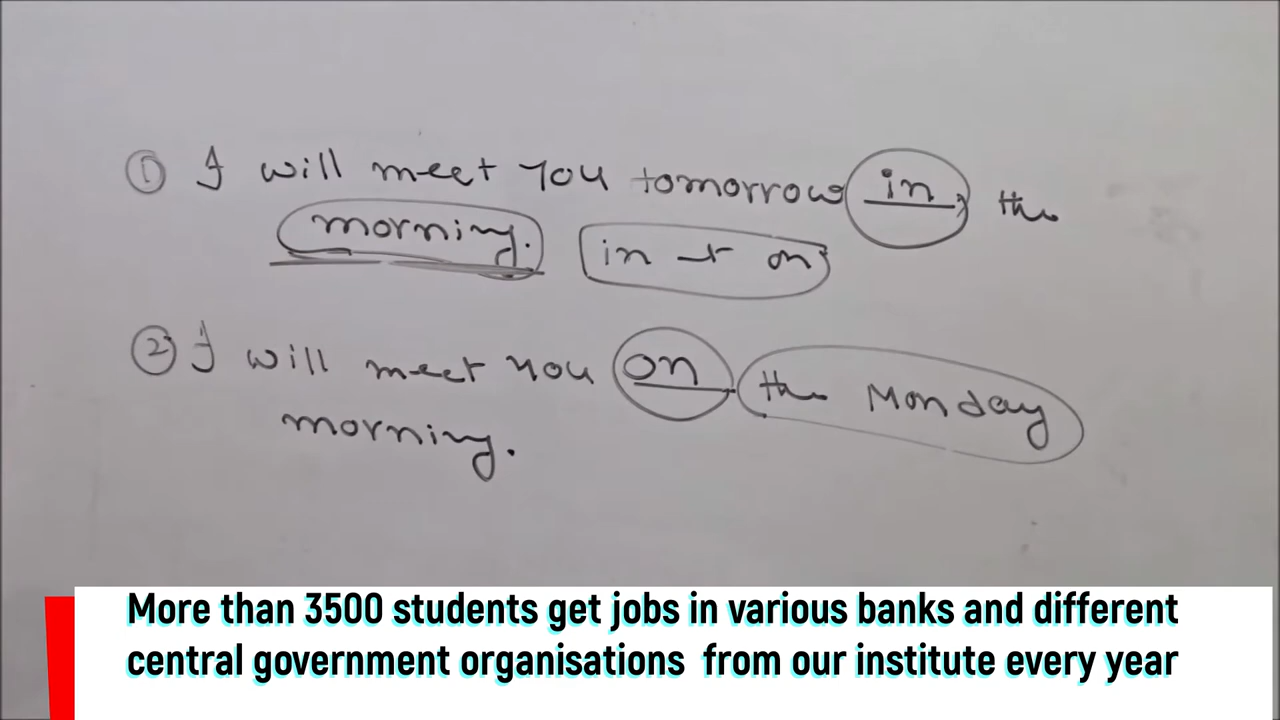 ① I will meet you tomorrow in, the
morning. in + on
② I will meet you on the Monday
morning.
More than 3500 students get jobs in various banks and different
central government organisations from our institute every year